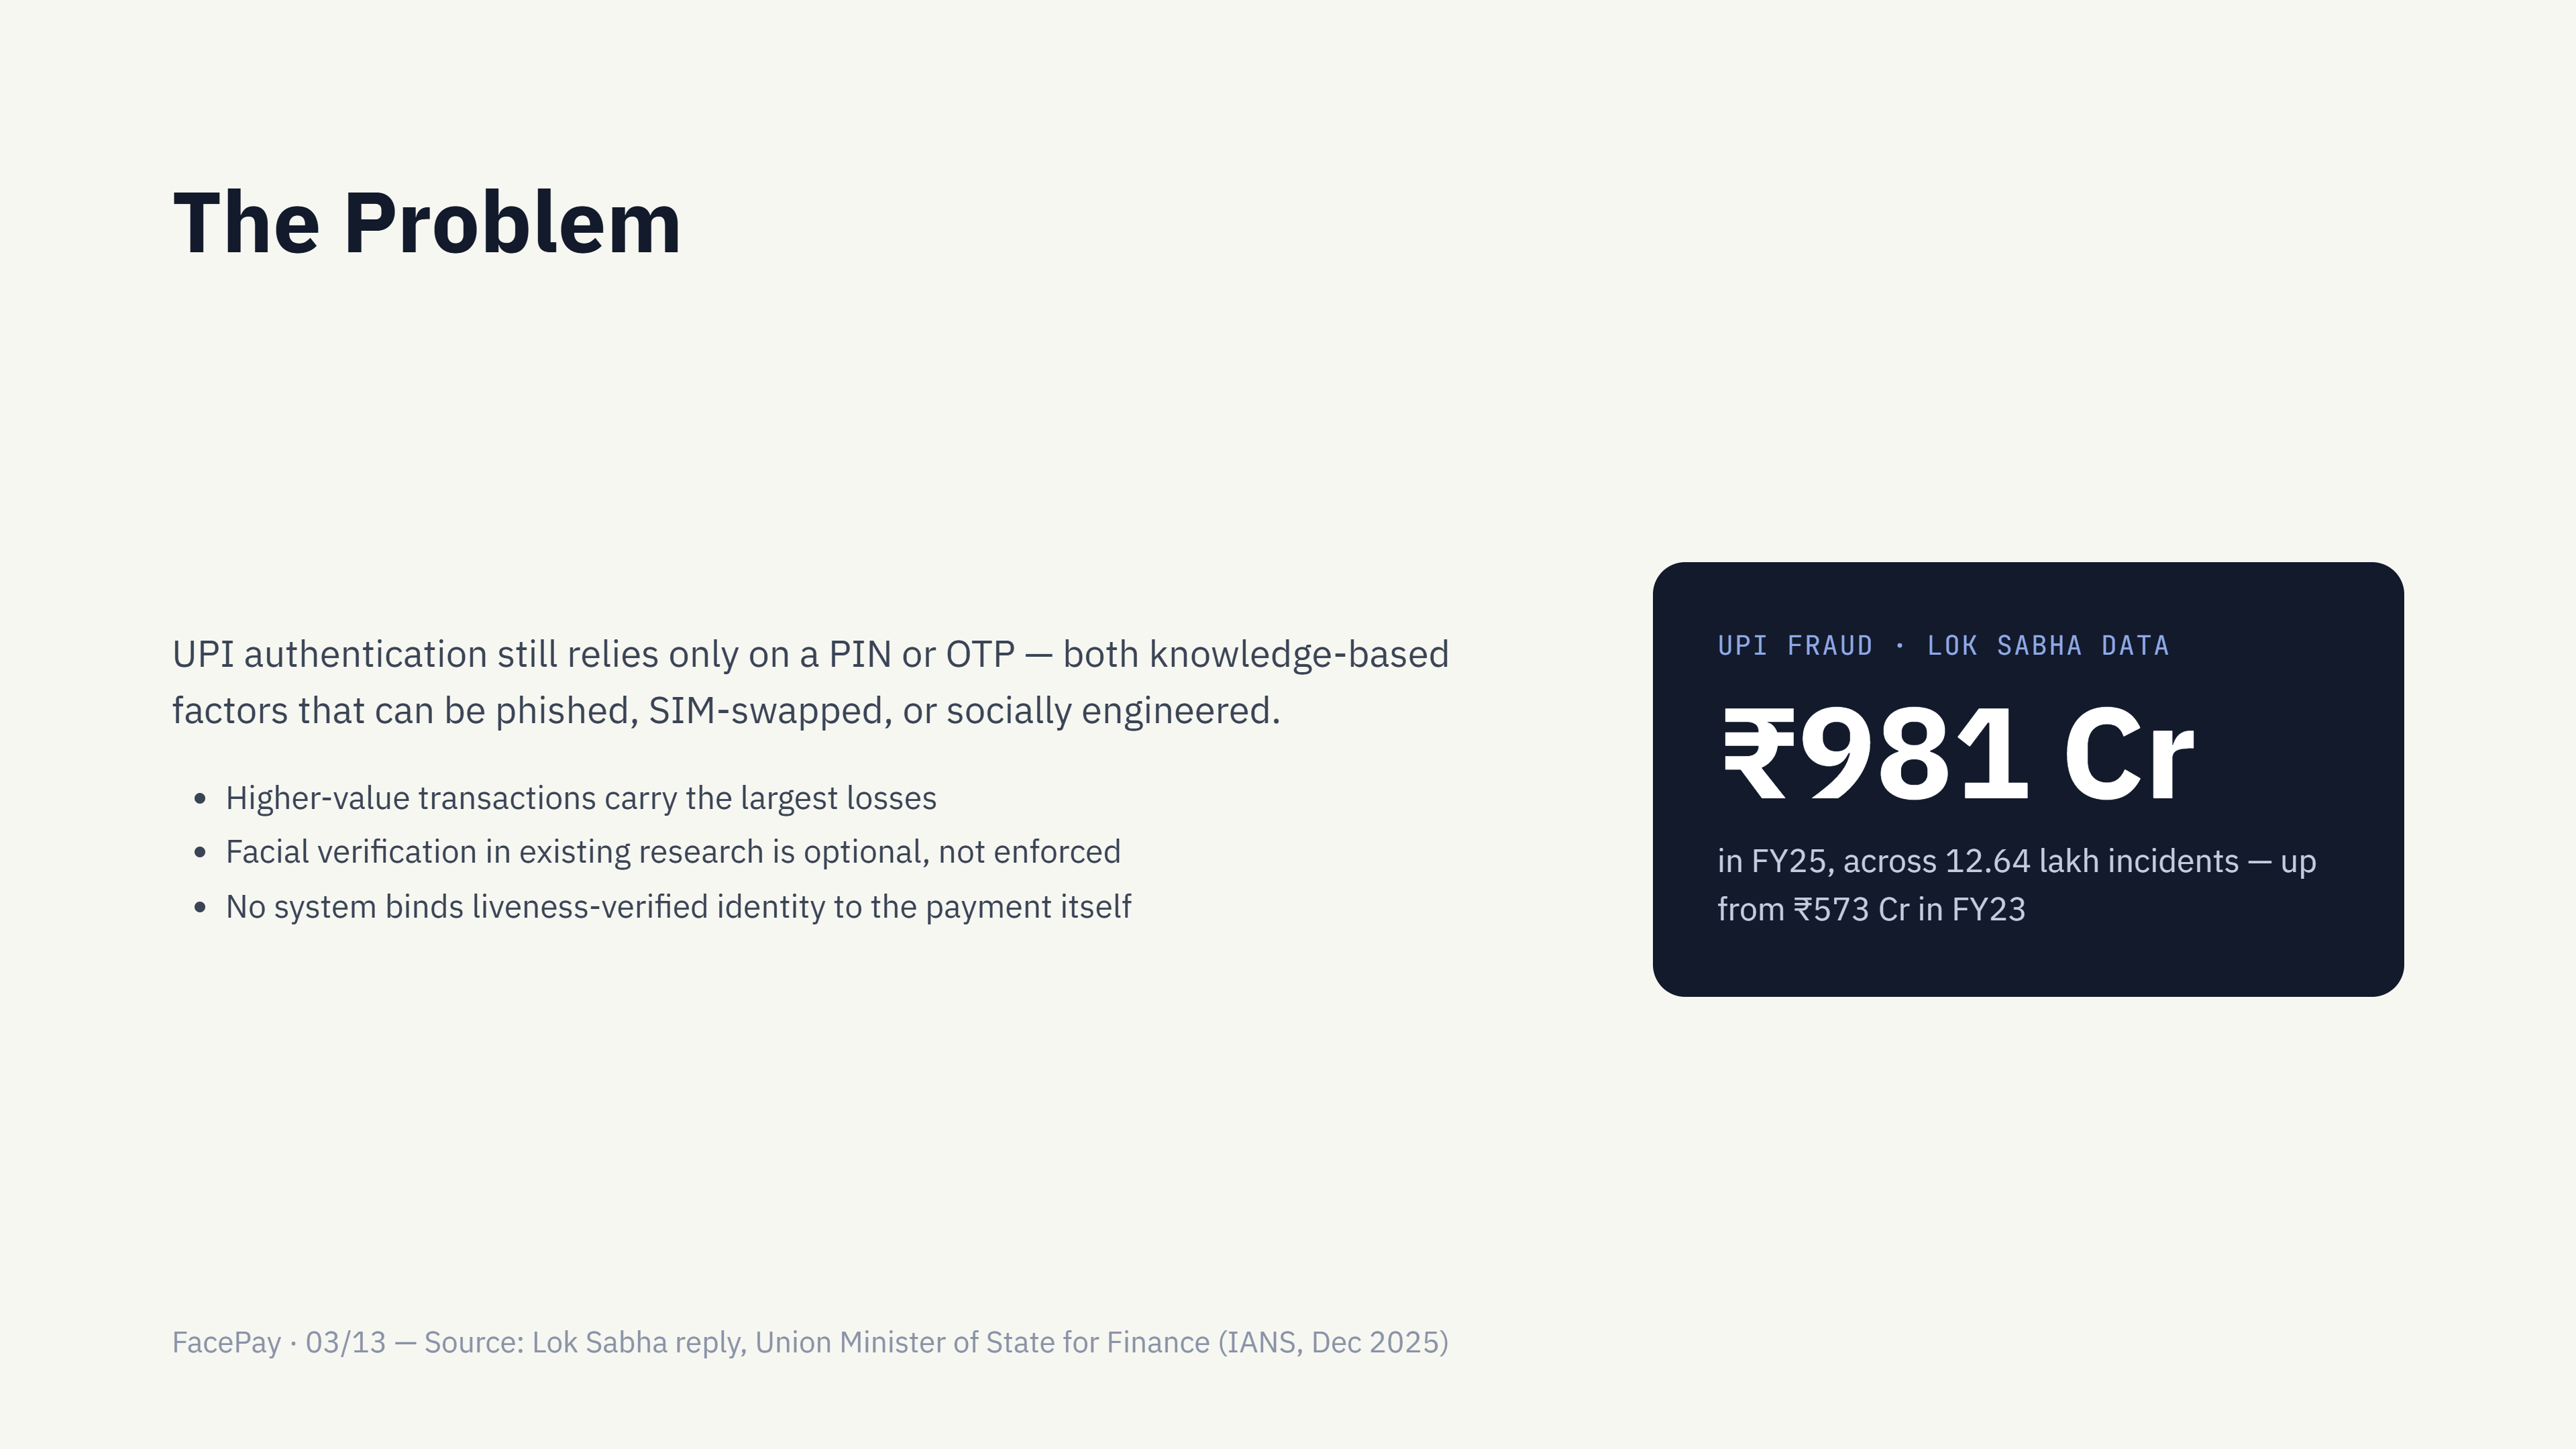 The Problem
UPI authentication still relies only on a PIN or OTP — both knowledge-based
factors that can be phished, SIM-swapped, or socially engineered.
• Higher-value transactions carry the largest losses
• Facial verification in existing research is optional, not enforced
• No system binds liveness-verified identity to the payment itself
UPI FRAUD · LOK SABHA DATA
₹981 Cr
in FY25, across 12.64 lakh incidents — up
from ₹573 Cr in FY23
FacePay · 03/13 — Source: Lok Sabha reply, Union Minister of State for Finance (IANS, Dec 2025)